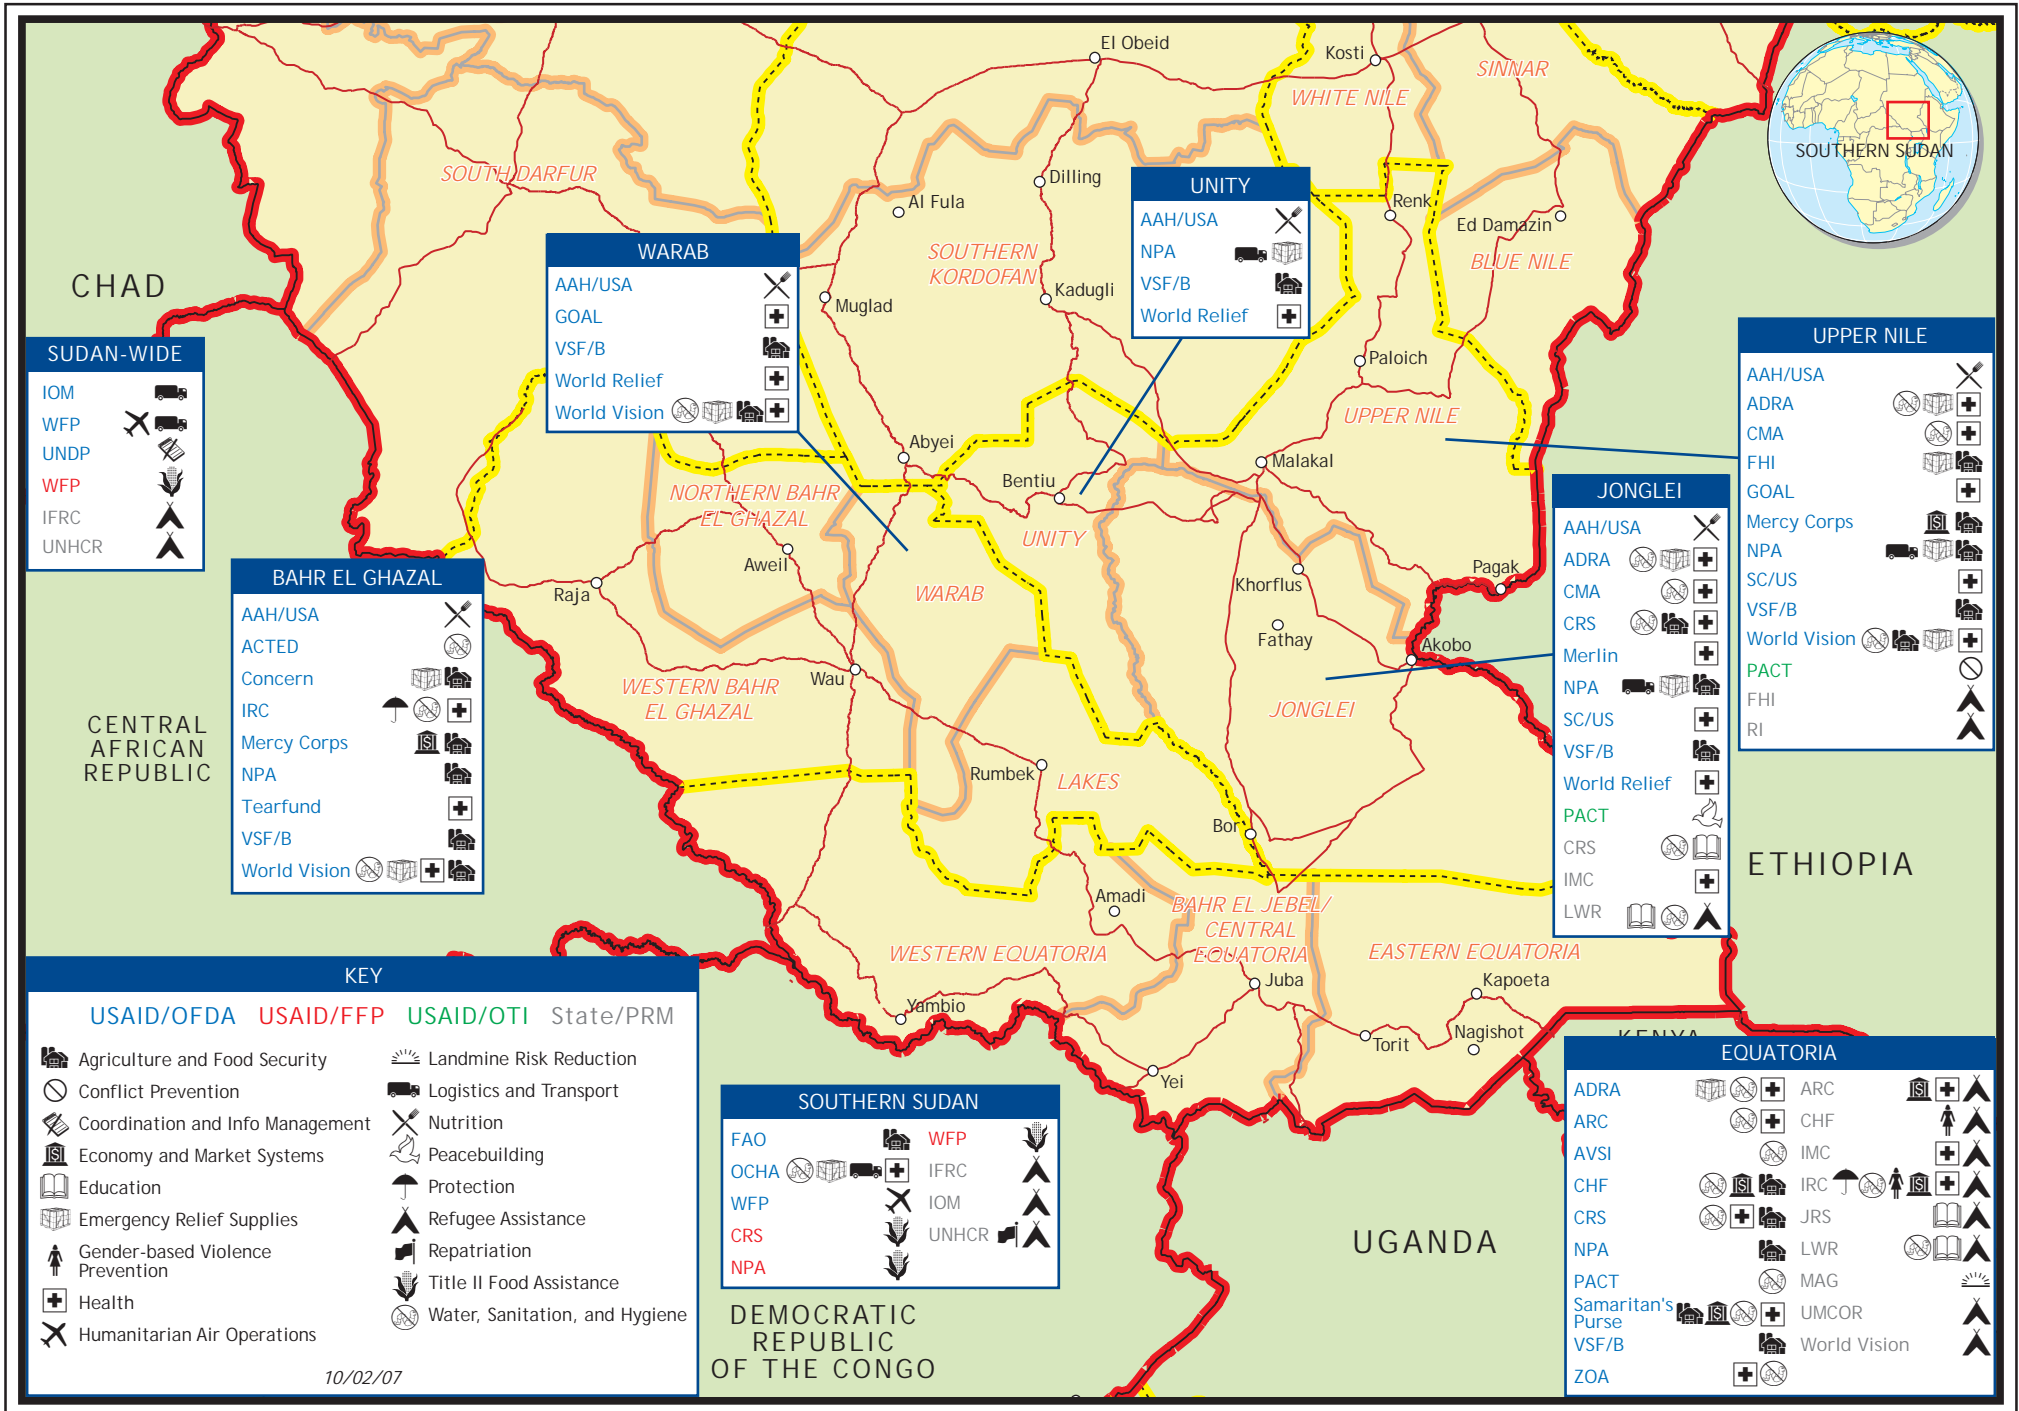 El Obeid
Kosti
SINNAR
WHITE NILE
SOUTHERN SUDAN
SOUTH DARFUR
Dilling
Al Fula
Renk
Ed Damazin
SOUTHERN
KORDOFAN
BLUE NILE
CHAD
Muglad
Kadugli
Paloich
UPPER NILE
Abyei
Malakal
Bentiu
NORTHERN BAHR
EL GHAZAL
UNITY
Aweil
Khorflus
Pagak
Raja
WARAB
Fathay
Akobo
Wau
WESTERN BAHR
EL GHAZAL
JONGLEI
CENTRAL
AFRICAN
REPUBLIC
Rumbek
LAKES
Bor
ETHIOPIA
Amadi
BAHR EL JEBEL/
CENTRAL
EQUATORIA
WESTERN EQUATORIA
EASTERN EQUATORIA
Juba
Kapoeta
Yambio
Nagishot
Torit
KENYA
Yei
UGANDA
DEMOCRATIC
REPUBLIC
OF THE CONGO
UNITY
AAH/USA
NPA
VSF/B
World Relief
WARAB
AAH/USA
GOAL
VSF/B
World Relief
World Vision
SUDAN-WIDE
IOM
WFP
UNDP
WFP
IFRC
UNHCR
BAHR EL GHAZAL
AAH/USA
ACTED
Concern
IRC
Mercy Corps
NPA
Tearfund
VSF/B
World Vision
UPPER NILE
AAH/USA
ADRA
CMA
FHI
GOAL
Mercy Corps
NPA
SC/US
VSF/B
World Vision
PACT
FHI
RI
JONGLEI
AAH/USA
ADRA
CMA
CRS
Merlin
NPA
SC/US
VSF/B
World Relief
PACT
CRS
IMC
LWR
SOUTHERN SUDAN
FAO
OCHA
WFP
CRS
NPA
WFP
IFRC
IOM
UNHCR
EQUATORIA
ADRA
ARC
AVSI
CHF
CRS
NPA
PACT
Samaritan's
Purse
VSF/B
ZOA
ARC
CHF
IMC
IRC
JRS
LWR
MAG
UMCOR
World Vision
KEY
USAID/OFDA USAID/FFP USAID/OTI State/PRM
Agriculture and Food Security
Conflict Prevention
Coordination and Info Management
Economy and Market Systems
Education
Emergency Relief Supplies
Gender-based Violence
Prevention
Health
Humanitarian Air Operations
Landmine Risk Reduction
Logistics and Transport
Nutrition
Peacebuilding
Protection
Refugee Assistance
Repatriation
Title II Food Assistance
Water, Sanitation, and Hygiene
10/02/07